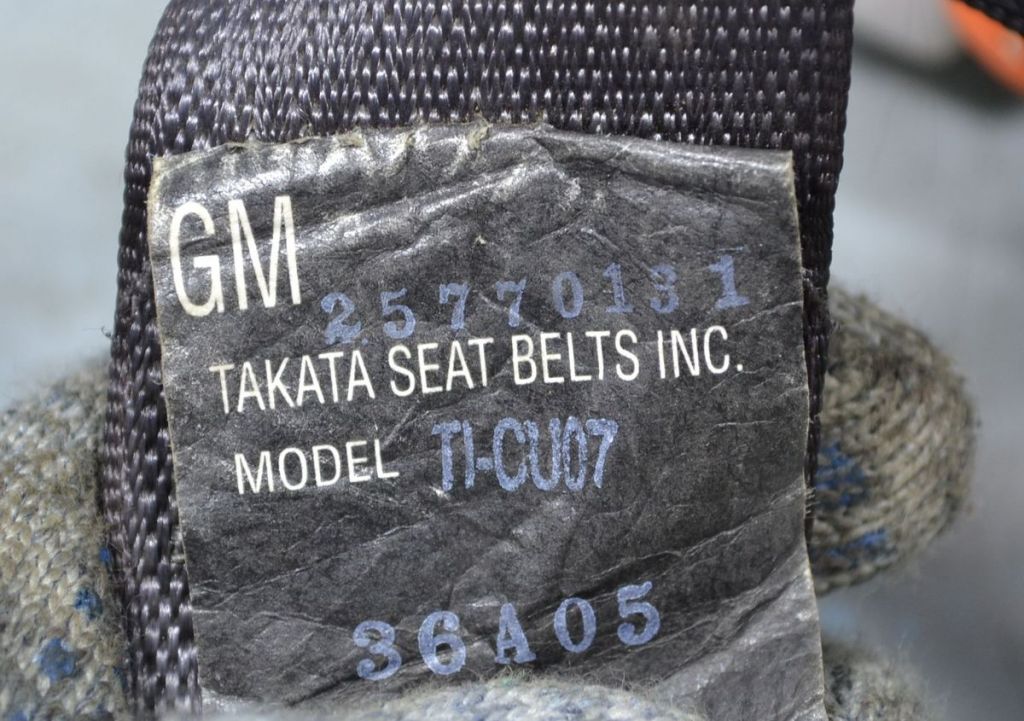 GM 25770131
TAKATA SEAT BELTS INC.
MODEL TI-CU07
36A05